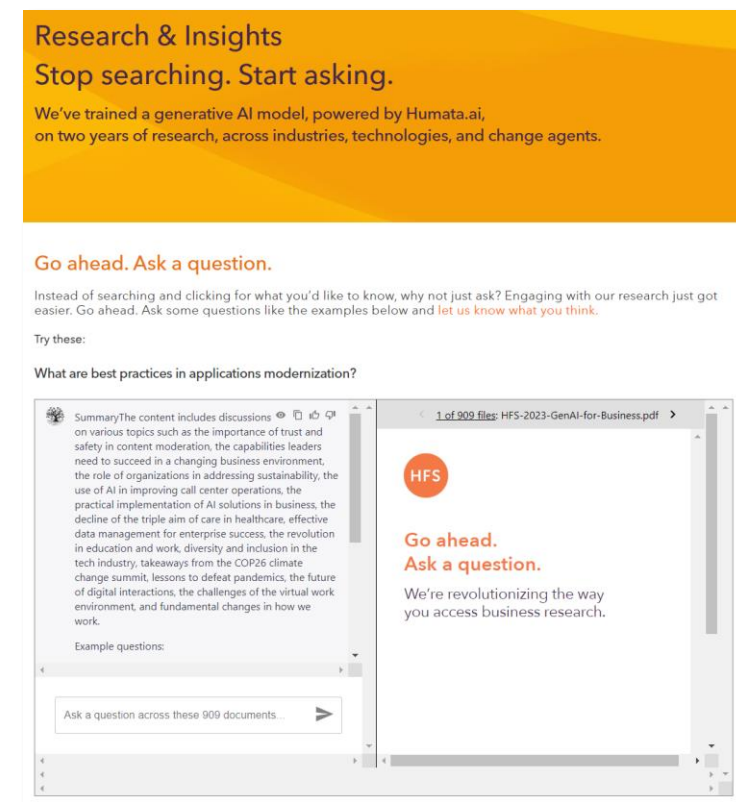 Research & Insights
Stop searching. Start asking.
We've trained a generative AI model, powered by Humata.ai,
on two years of research, across industries, technologies, and change agents.
Go ahead. Ask a question.
Instead of searching and clicking for what you'd like to know, why not just ask? Engaging with our research just got
easier. Go ahead. Ask some questions like the examples below and let us know what you think.
Try these:
What are best practices in applications modernization?
SummaryThe content includes discussions
on various topics such as the importance of trust and
safety in content moderation, the capabilities leaders
need to succeed in a changing business environment,
the role of organizations in addressing sustainability, the
use of AI in improving call center operations, the
practical implementation of AI solutions in business, the
decline of the triple aim of care in healthcare, effective
data management for enterprise success, the revolution
in education and work, diversity and inclusion in the
tech industry, takeaways from the COP26 climate
change summit, lessons to defeat pandemics, the future
of digital interactions, the challenges of the virtual work
environment, and fundamental changes in how we
work.
Example questions:
Ask a question across these 909 documents...
1 of 909 files: HFS-2023-GenAI-for-Business.pdf
HFS
Go ahead.
Ask a question.
We're revolutionizing the way
you access business research.